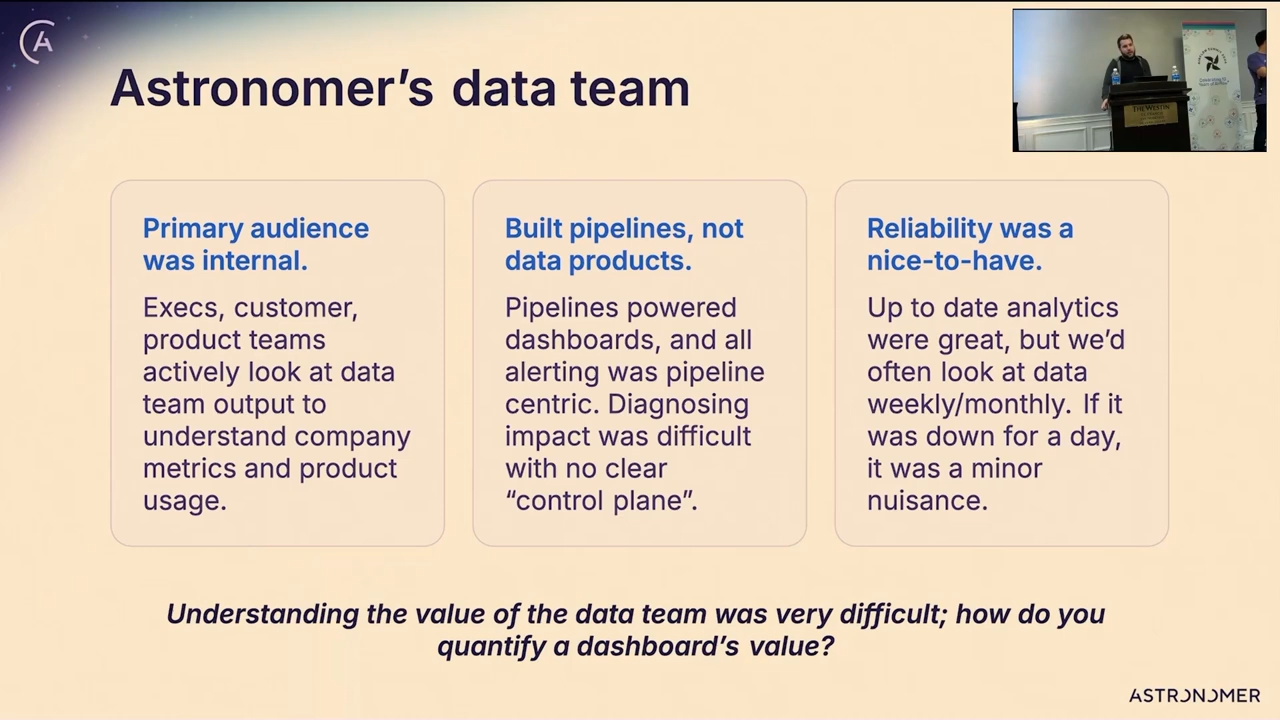 Astronomer’s data team
Primary audience
was internal.
Execs, customer,
product teams
actively look at data
team output to
understand company
metrics and product
usage.
Built pipelines, not
data products.
Pipelines powered
dashboards, and all
alerting was pipeline
centric. Diagnosing
impact was difficult
with no clear
“control plane”.
Reliability was a
nice-to-have.
Up to date analytics
were great, but we’d
often look at data
weekly/monthly. If it
was down for a day,
it was a minor
nuisance.
Understanding the value of the data team was very difficult; how do you
quantify a dashboard’s value?
ASTRONOMER
THE WESTIN